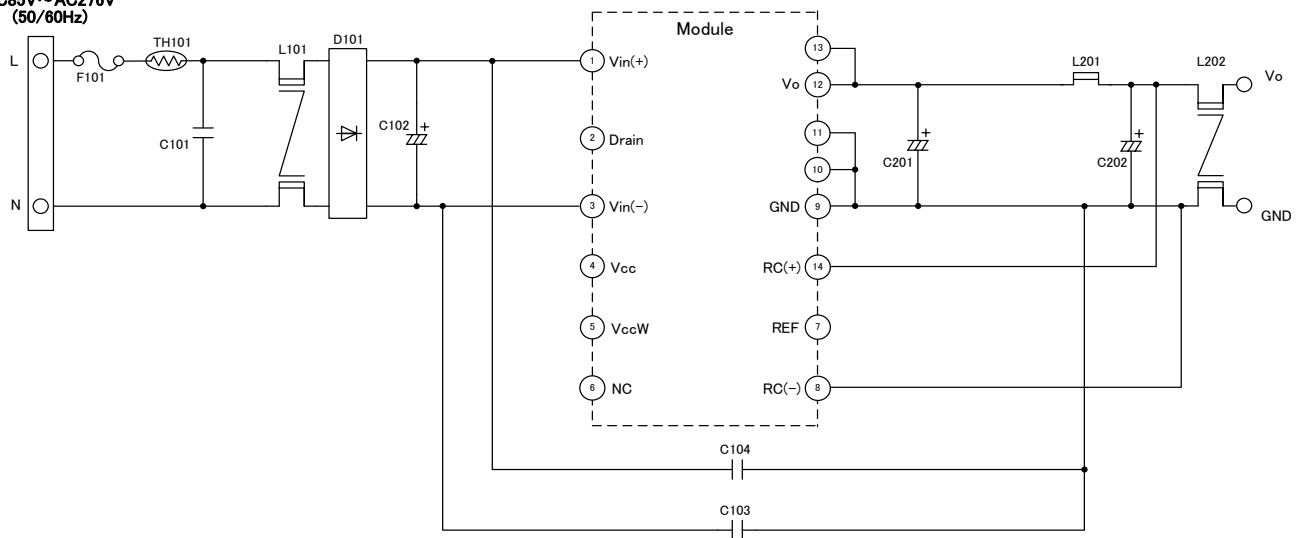 (50/60Hz)
L
F101
TH101
C101
L101
D101
C102
N
Module
1 Vin(+)
2 Drain
3 Vin(-)
4 Vcc
5 VccW
6 NC
13
Vo 12
11
10
GND 9
RC(+) 14
REF 7
RC(-) 8
C201
L201
C202
L202
Vo
GND
C104
C103